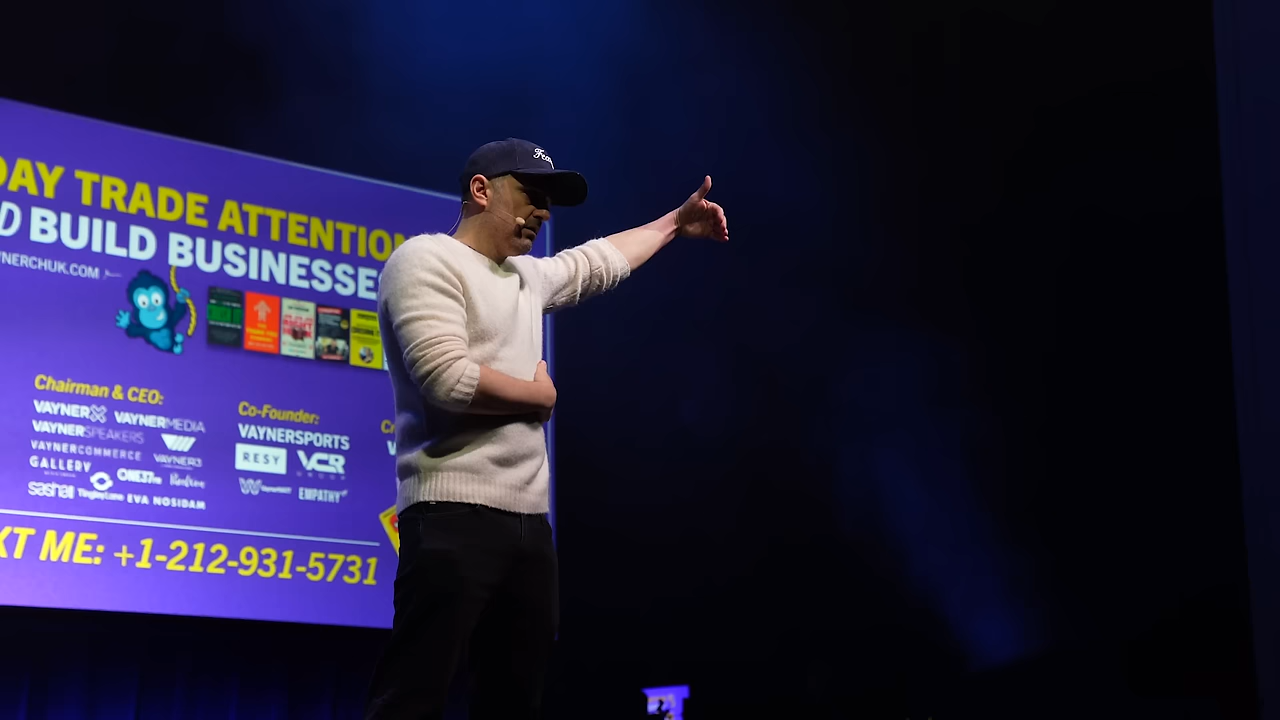 DAY TRADE ATTENTION
D BUILD BUSINESSES
NERCHUK.COM
Chairman & CEO:
VAYNERX VAYNERMEDIA
VAYNERSPEAKERS
VAYNERCOMMERCE VAYNER3
GALLERY ONE37PM
sasha
EVA NOSIDAM
Co-Founder:
VAYNERSPORTS
RESY VCR
GROUP
EMPATHY
XT ME: +1-212-931-5731